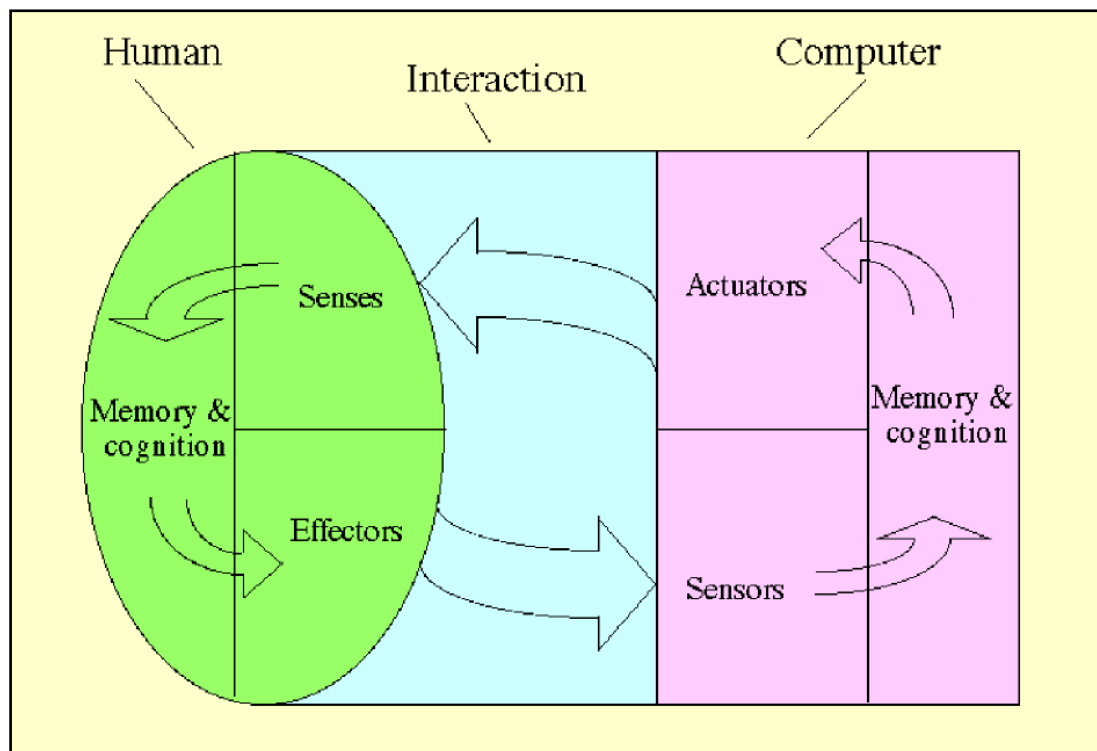 Human
Interaction
Computer
Senses
Actuators
Memory &
cognition
Memory &
cognition
Effectors
Sensors